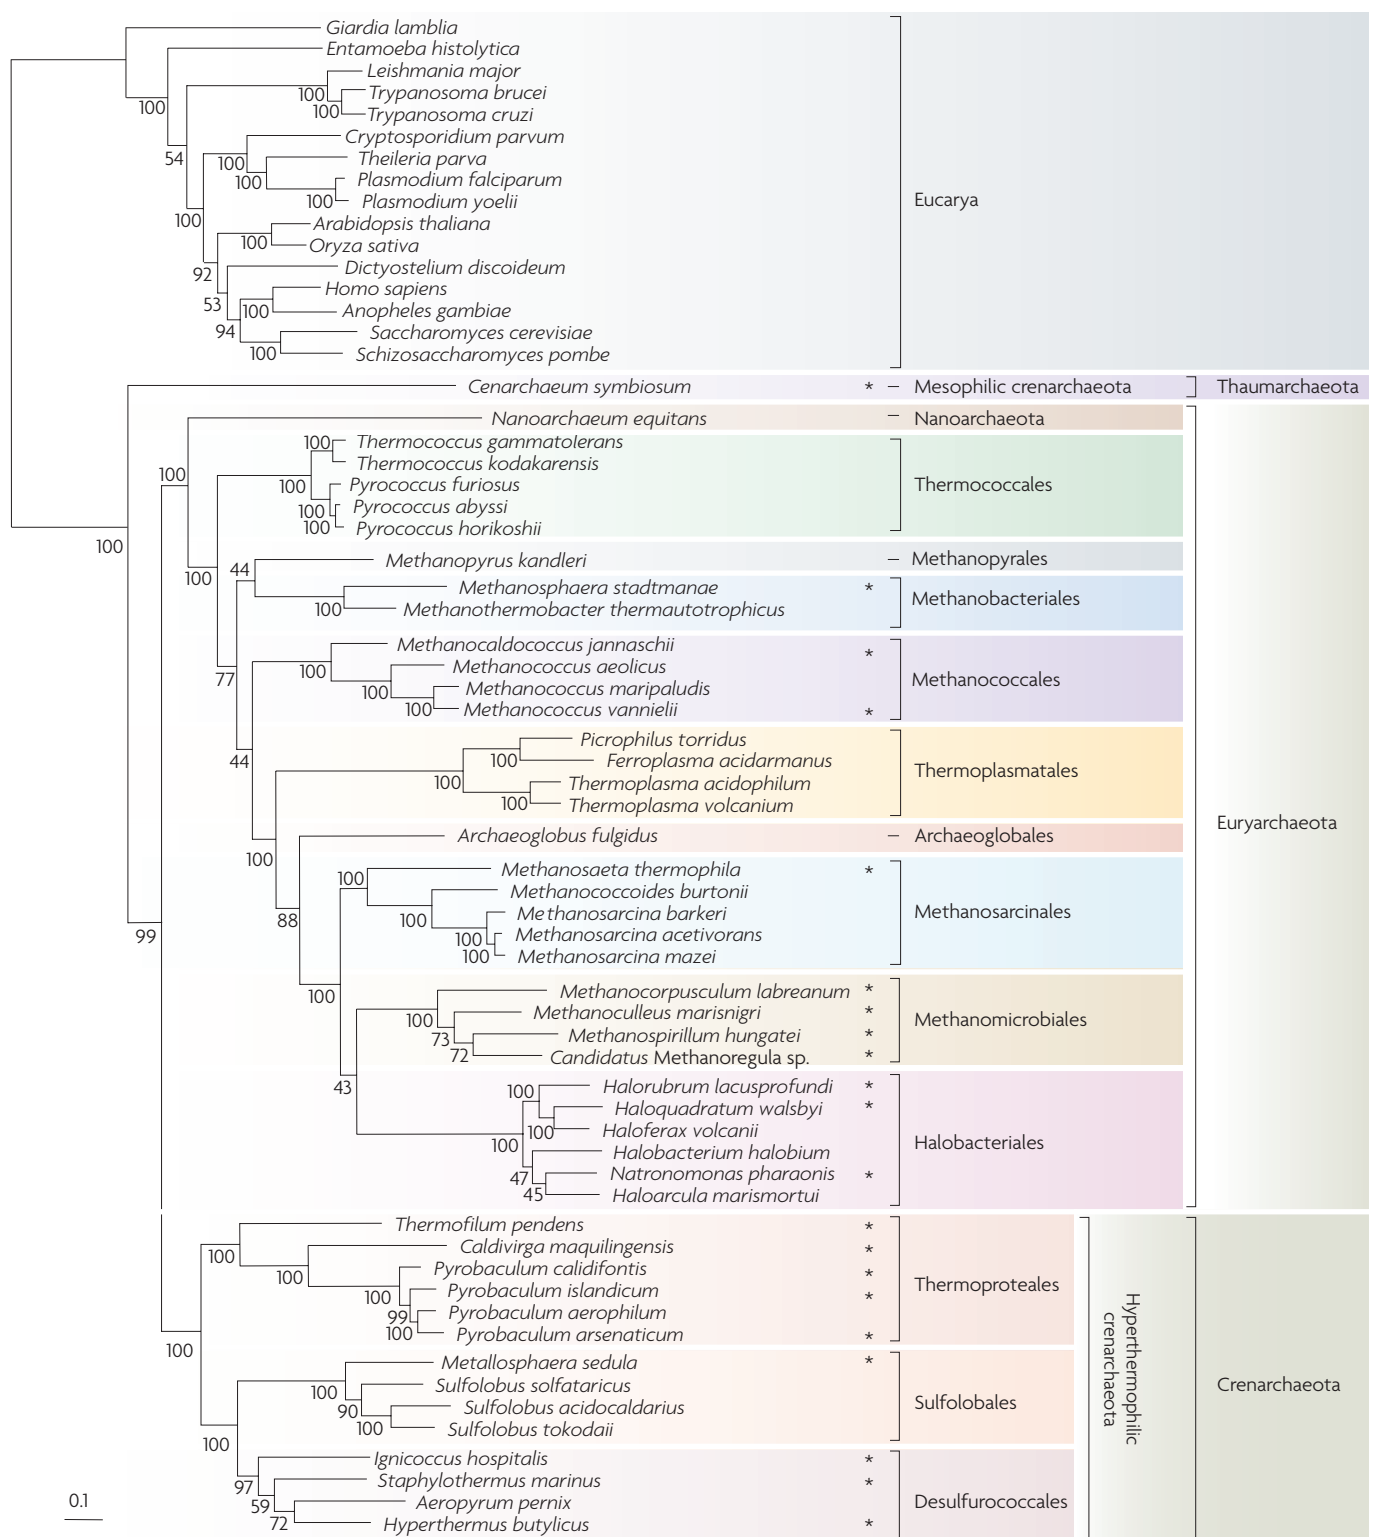 Giardia lamblia
Entamoeba histolytica
100
Leishmania major
100
Trypanosoma brucei
100
Trypanosoma cruzi
54
Cryptosporidium parvum
100
Theileria parva
100
Plasmodium falciparum
100
Plasmodium yoelii
Eucarya
100
Arabidopsis thaliana
100
Oryza sativa
92
Dictyostelium discoideum
53
Homo sapiens
100
Anopheles gambiae
94
Saccharomyces cerevisiae
100
Schizosaccharomyces pombe
Cenarchaeum symbiosum * – Mesophilic crenarchaeota
Thaumarchaeota
Nanoarchaeum equitans – Nanoarchaeota
100
Thermococcus gammatolerans
100
Thermococcus kodakarensis
100
Pyrococcus furiosus
Thermococcales
100
Pyrococcus abyssi
100
Pyrococcus horikoshii
100
Methanopyrus kandleri – Methanopyrales
100
44
Methanosphaera stadtmanae *
100
Methanothermobacter thermautotrophicus
Methanobacteriales
Methanocaldococcus jannaschii *
100
Methanococcus aeolicus
77
100
Methanococcus maripaludis
Methanococcales
100
Methanococcus vannielii *
44
Picrophilus torridus
100
Ferroplasma acidarmanus
Thermoplasmatales
100
Thermoplasma acidophilum
100
Thermoplasma volcanium
Euryarchaeota
Archaeoglobus fulgidus – Archaeoglobales
100
Methanosaeta thermophila *
100
Methanococcoides burtonii
100
Methanosarcina barkeri
Methanosarcinales
88
100
Methanosarcina acetivorans
100
Methanosarcina mazei
99
100
Methanocorpusculum labreanum *
100
Methanoculleus marisnigri *
Methanomicrobiales
73
Methanospirillum hungatei *
72
Candidatus Methanoregula sp. *
43
Halorubrum lacusprofundi *
100
Haloquadratum walsbyi *
100
Haloferax volcanii
100
Halobacterium halobium
Halobacteriales
47
Natronomonas pharaonis *
45
Haloarcula marismortui
Thermofilum pendens *
100
Caldivirga maquilingensis *
100
Pyrobaculum calidifontis *
100
Pyrobaculum islandicum *
Thermoproteales
99
Pyrobaculum aerophilum
100
Pyrobaculum arsenaticum *
100
Metallosphaera sedula *
100
Sulfolobus solfataricus
90
Sulfolobus acidocaldarius
Sulfolobales
100
Sulfolobus tokodaii
Hyperthermophilic
crenarchaeota
Crenarchaeota
100
Ignicoccus hospitalis *
97
Staphylothermus marinus *
59
Aeropyrum pernix
Desulfurococcales
72
Hyperthermus butylicus *
0.1